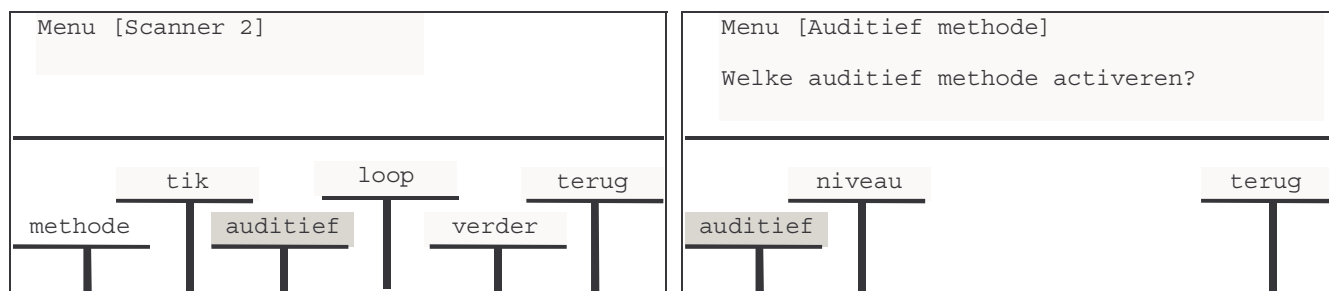 Menu [Scanner 2]
tik loop terug
methode auditief verder
Menu [Auditief methode]
Welke auditief methode activeren?
niveau terug
auditief